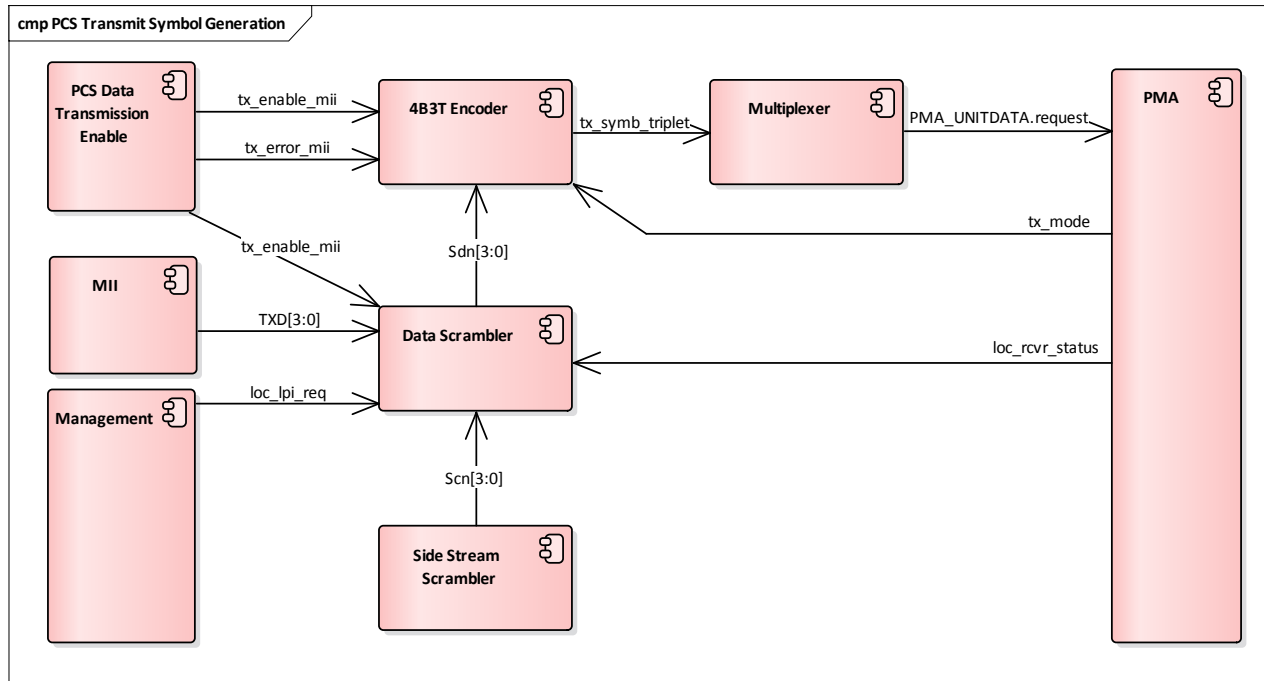 cmp PCS Transmit Symbol Generation
PCS Data
Transmission
Enable
tx_enable_mii
tx_error_mii
4B3T Encoder
tx_symb_triplet
Multiplexer
PMA_UNITDATA.request
PMA
tx_mode
tx_enable_mii
Sdn[3:0]
MII
TXD[3:0]
Data Scrambler
loc_rcvr_status
Management
loc_lpi_req
Scn[3:0]
Side Stream
Scrambler